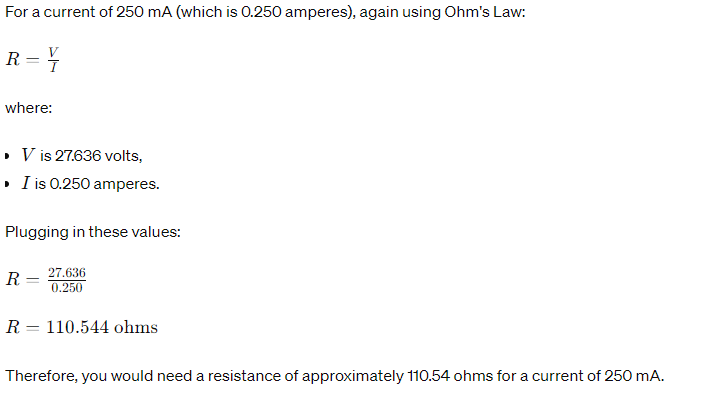 For a current of 250 mA (which is 0.250 amperes), again using Ohm's Law:
R = V/I
where:
• V is 27.636 volts,
• I is 0.250 amperes.
Plugging in these values:
R = 27.636/0.250
R = 110.544 ohms
Therefore, you would need a resistance of approximately 110.54 ohms for a current of 250 mA.